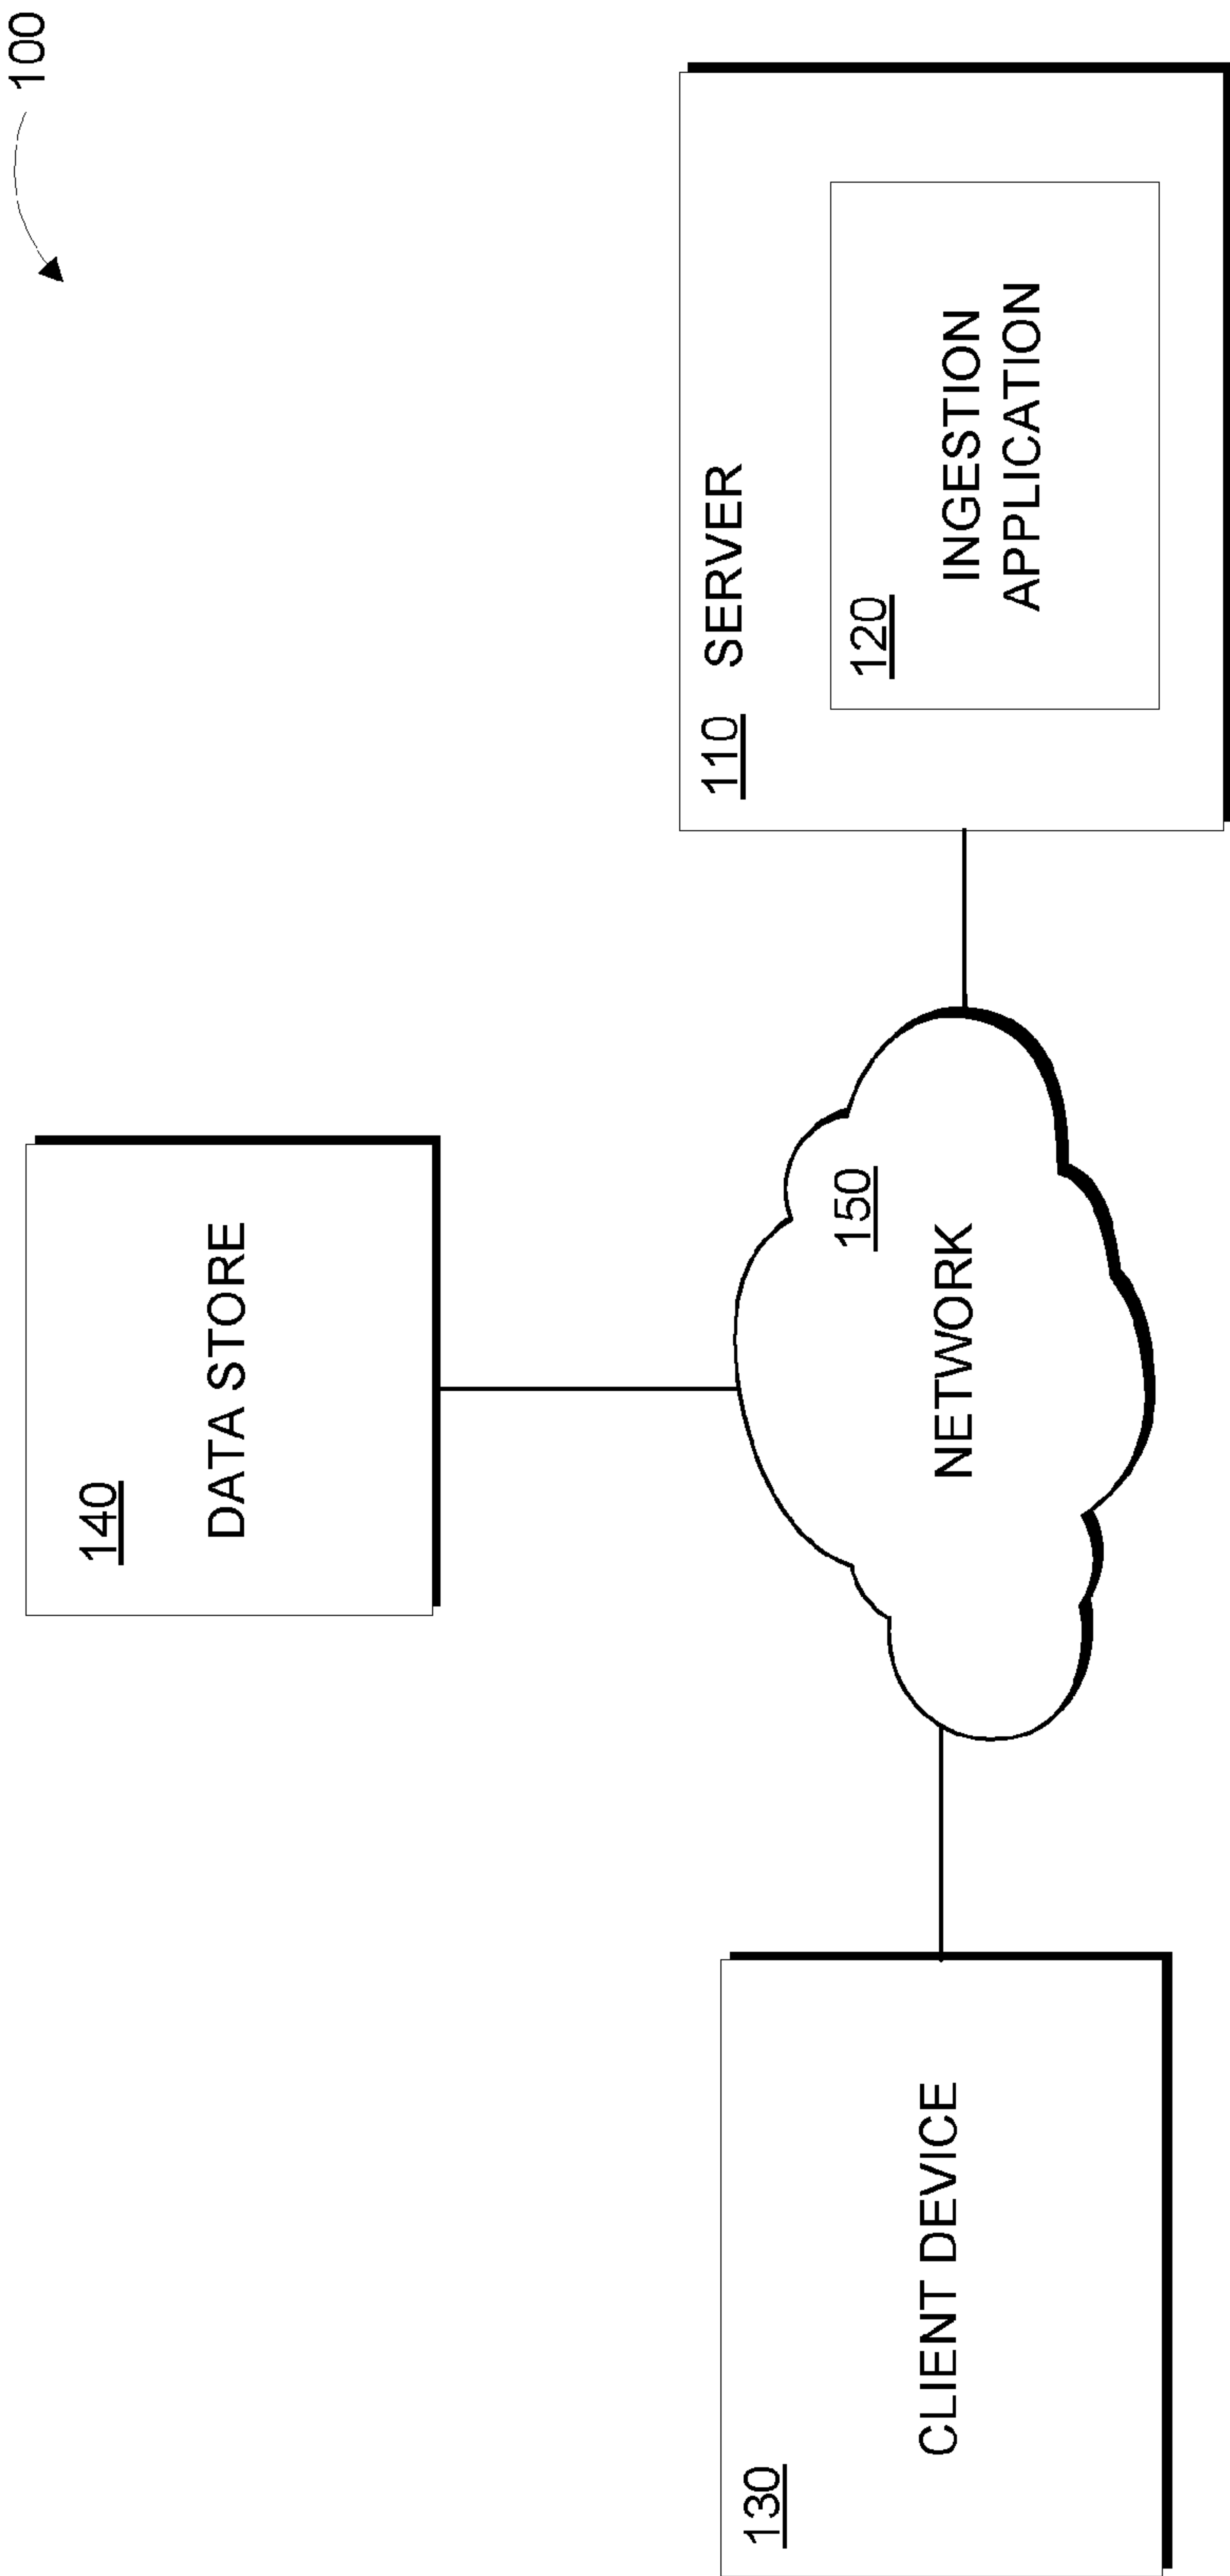 100
140
DATA STORE
130
CLIENT DEVICE
150
NETWORK
110 SERVER
120
INGESTION
APPLICATION